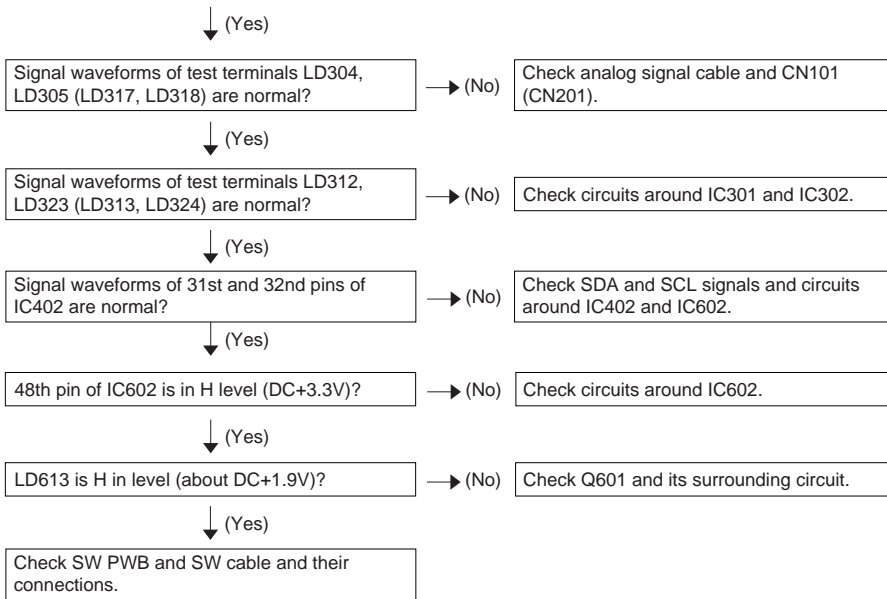 (Yes)
Signal waveforms of test terminals LD304,
LD305 (LD317, LD318) are normal?
(No)
Check analog signal cable and CN101
(CN201).
(Yes)
Signal waveforms of test terminals LD312,
LD323 (LD313, LD324) are normal?
(No)
Check circuits around IC301 and IC302.
(Yes)
Signal waveforms of 31st and 32nd pins of
IC402 are normal?
(No)
Check SDA and SCL signals and circuits
around IC402 and IC602.
(Yes)
48th pin of IC602 is in H level (DC+3.3V)?
(No)
Check circuits around IC602.
(Yes)
LD613 is H in level (about DC+1.9V)?
(No)
Check Q601 and its surrounding circuit.
(Yes)
Check SW PWB and SW cable and their
connections.